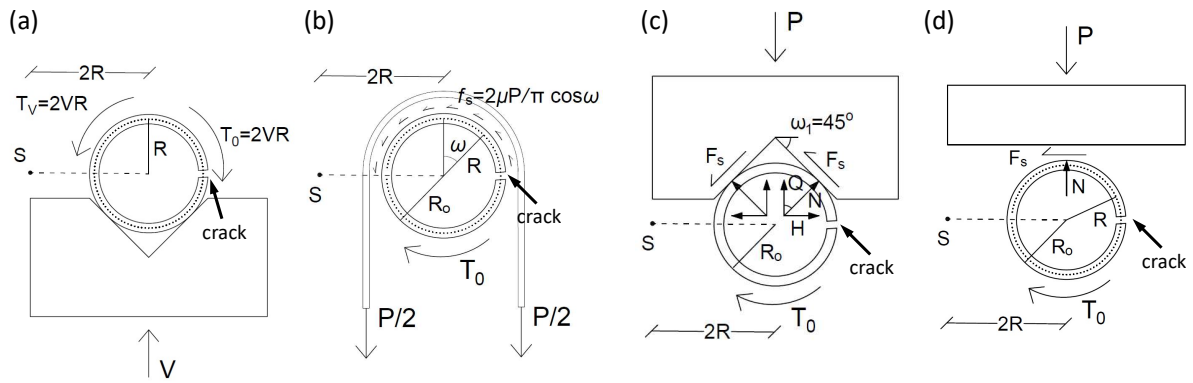 (a)
2R
T_V=2VR
T_0=2VR
R
S
crack
V
(b)
2R
f_s=2μP/π cosω
ω
R
S
R_o
crack
T_0
P/2
P/2
(c)
P
ω_1=45°
F_s
F_s
Q
N
H
S
R_o
crack
T_0
2R
(d)
P
F_s
N
R
S
R_o
crack
T_0
2R